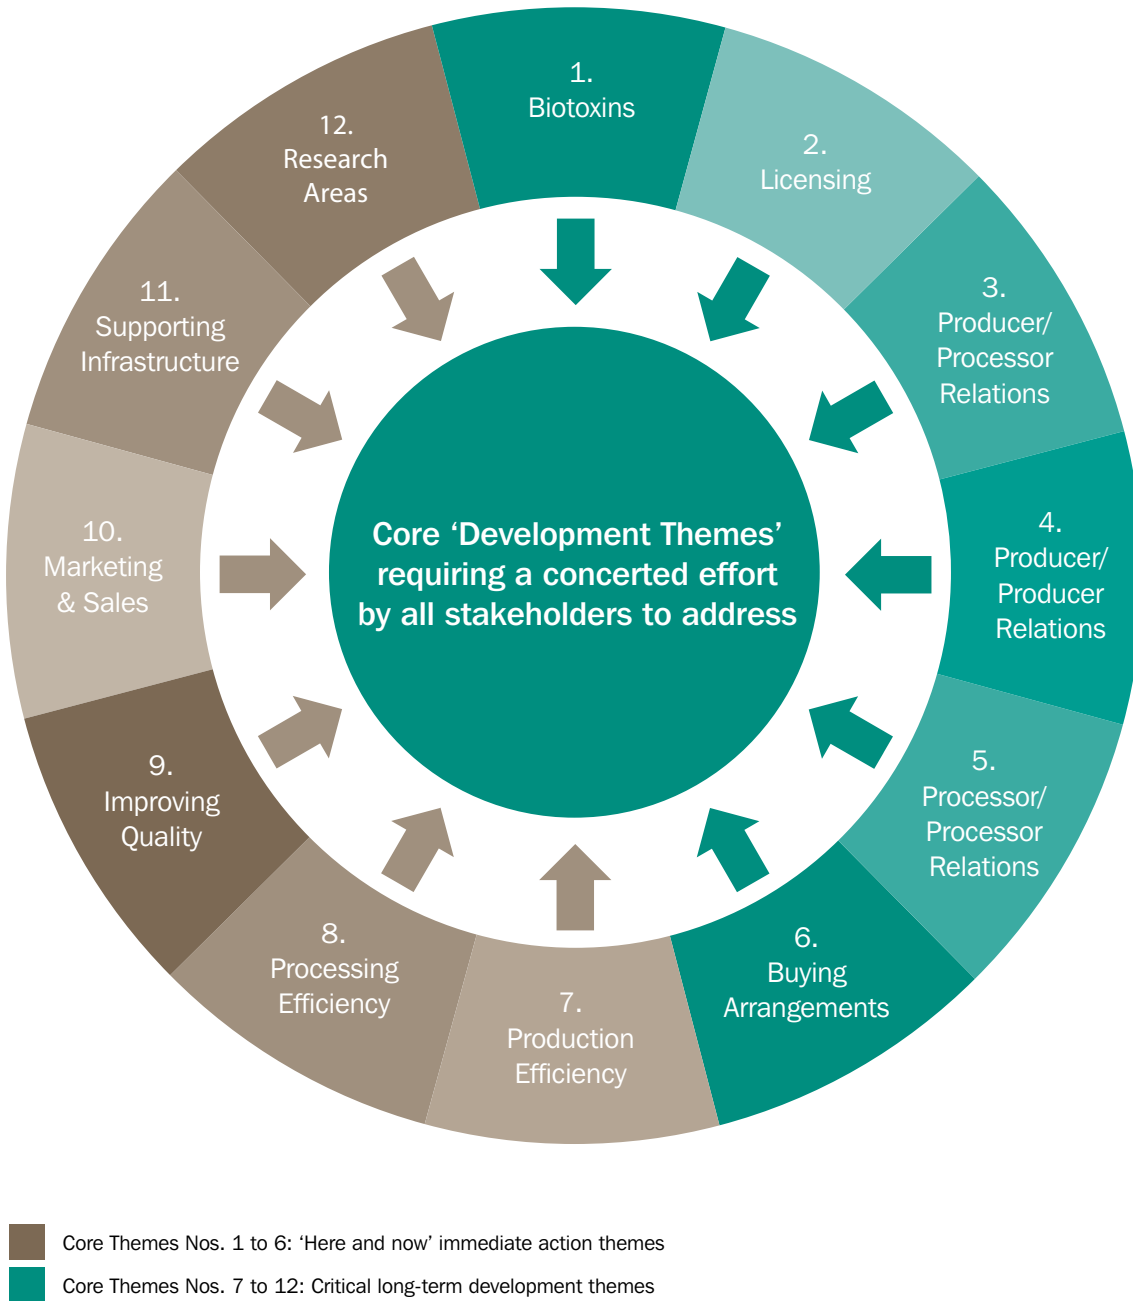 1.
Biotoxins
2.
Licensing
3.
Producer/
Processor
Relations
4.
Producer/
Producer
Relations
5.
Processor/
Processor
Relations
6.
Buying
Arrangements
7.
Production
Efficiency
8.
Processing
Efficiency
9.
Improving
Quality
10.
Marketing
& Sales
11.
Supporting
Infrastructure
12.
Research
Areas
Core ‘Development Themes’
requiring a concerted effort
by all stakeholders to address
Core Themes Nos. 1 to 6: ‘Here and now’ immediate action themes
Core Themes Nos. 7 to 12: Critical long-term development themes